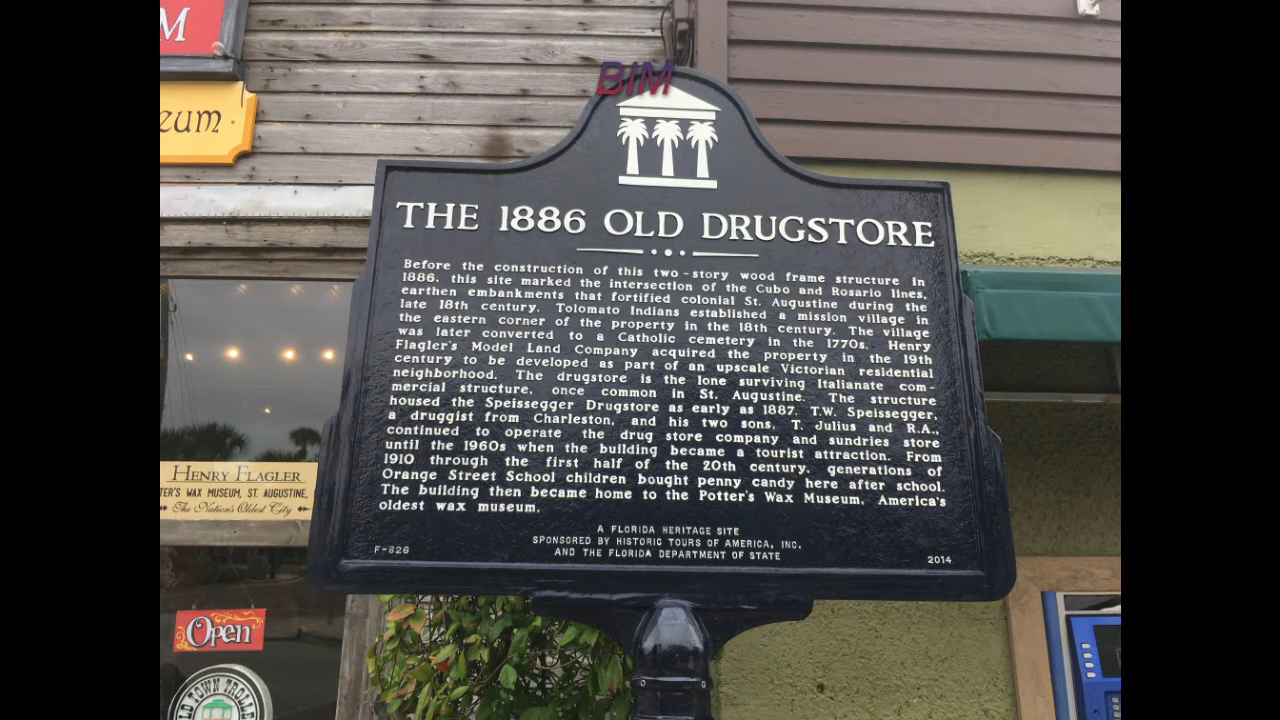 M
eum
BIM
THE 1886 OLD DRUGSTORE
Before the construction of this two-story wood frame structure in
1886, this site marked the intersection of the Cubo and Rosario lines,
earthen embankments that fortified colonial St. Augustine during the
late 18th century. Tolomato Indians established a mission village in
the eastern corner of the property in the 18th century. The village
was later converted to a Catholic cemetery in the 1770s. Henry
Flagler's Model Land Company acquired the property in the 19th
century to be developed as part of an upscale Victorian residential
neighborhood. The drugstore is the lone surviving Italianate com-
mercial structure, once common in St. Augustine. The structure
housed the Speissegger Drugstore as early as 1887. T.W. Speissegger,
a druggist from Charleston, and his two sons, T. Julius and R.A.,
continued to operate the drug store company and sundries store
until the 1960s when the building became a tourist attraction. From
1910 through the first half of the 20th century, generations of
Orange Street School children bought penny candy here after school.
The building then became home to the Potter's Wax Museum, America's
oldest wax museum.
A FLORIDA HERITAGE SITE
SPONSORED BY HISTORIC TOURS OF AMERICA, INC.
AND THE FLORIDA DEPARTMENT OF STATE
F-826
2014
HENRY FLAGLER
TER'S WAX MUSEUM, ST. AUGUSTINE,
The Nation's Oldest City
Open
LD TOWN TROLLE